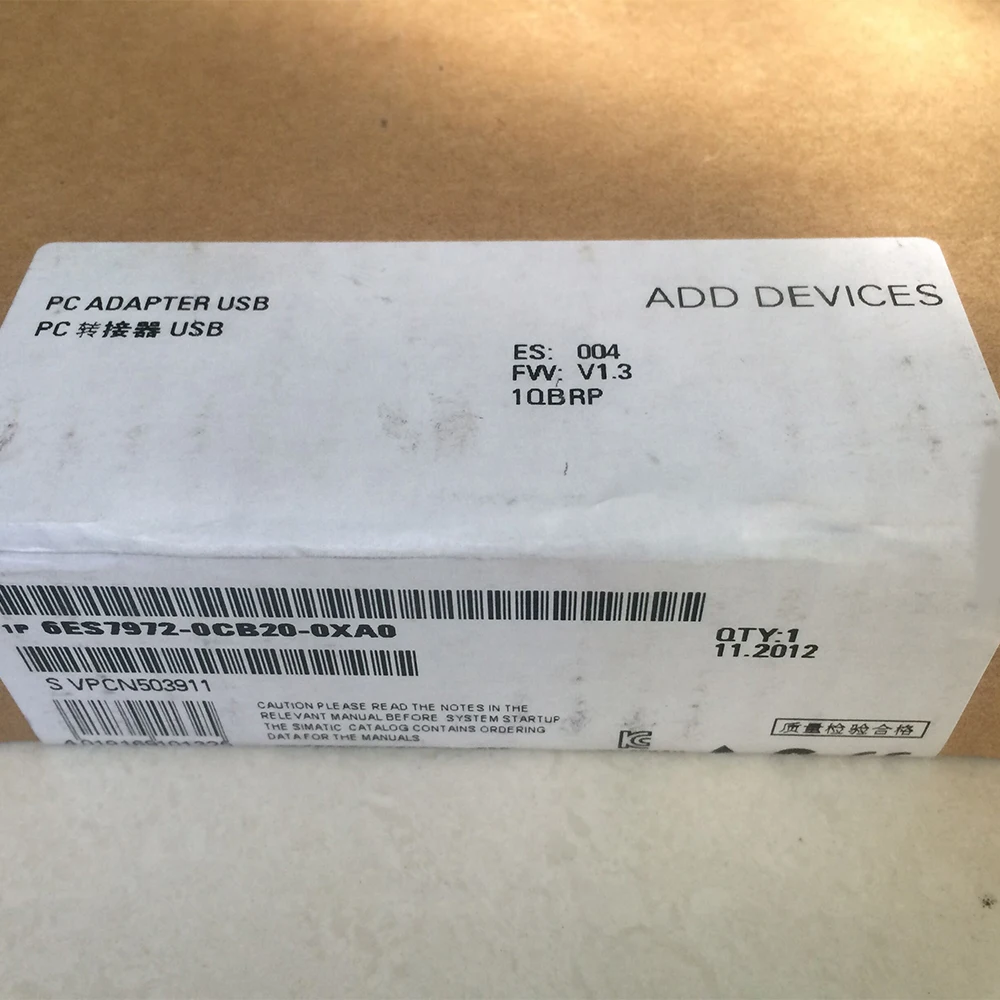 PC ADAPTER USB
PC 转接器 USB
ADD DEVICES
ES: 004
FW: V1.3
1QBRP
1P 6ES7972-0CB20-0XA0
QTY:1
11.2012
S VPCN503911
CAUTION PLEASE READ THE NOTES IN THE
RELEVANT MANUAL BEFORE SYSTEM STARTUP
THE SIMATIC CATALOG CONTAINS ORDERING
DATA FOR THE MANUALS
质量检验合格